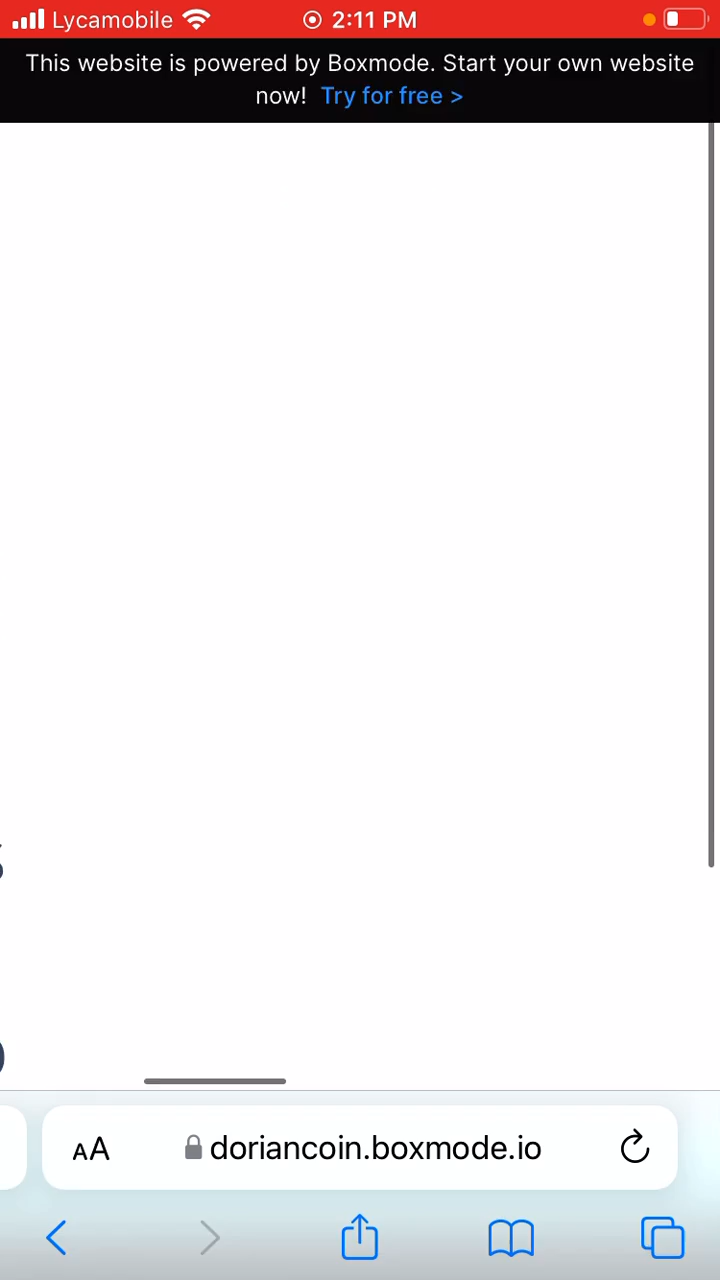 Lycamobile 2:11 PM
This website is powered by Boxmode. Start your own website
now! Try for free >
AA doriancoin.boxmode.io